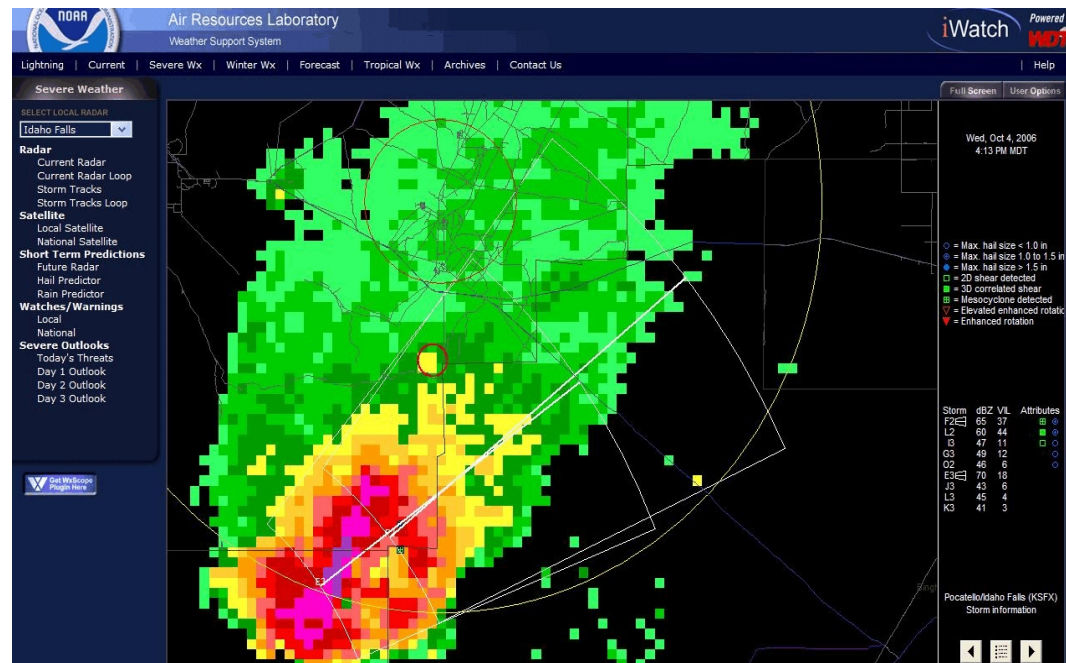 NOAA
Air Resources Laboratory
Weather Support System
iWatch
Powered
WDT
Lightning | Current | Severe Wx | Winter Wx | Forecast | Tropical Wx | Archives | Contact Us | Help
Severe Weather
Full Screen
User Options
SELECT LOCAL RADAR
Idaho Falls
Radar
Current Radar
Current Radar Loop
Storm Tracks
Storm Tracks Loop
Satellite
Local Satellite
National Satellite
Short Term Predictions
Future Radar
Hail Predictor
Rain Predictor
Watches/Warnings
Local
National
Severe Outlooks
Today's Threats
Day 1 Outlook
Day 2 Outlook
Day 3 Outlook
Get WxScope
Plugin Here
E3
Wed, Oct 4, 2006
4:13 PM MDT
= Max. hail size < 1.0 in
= Max. hail size 1.0 to 1.5 in
= Max. hail size > 1.5 in
= 2D shear detected
= 3D correlated shear
= Mesocyclone detected
= Elevated enhanced rotatio
= Enhanced rotation
Storm dBZ VIL Attributes
F2 65 37
L2 60 44
I3 47 11
G3 49 12
O2 46 6
E3 70 18
J3 43 6
L3 45 4
K3 41 3
Bing
Pocatello/Idaho Falls (KSFX)
Storm information